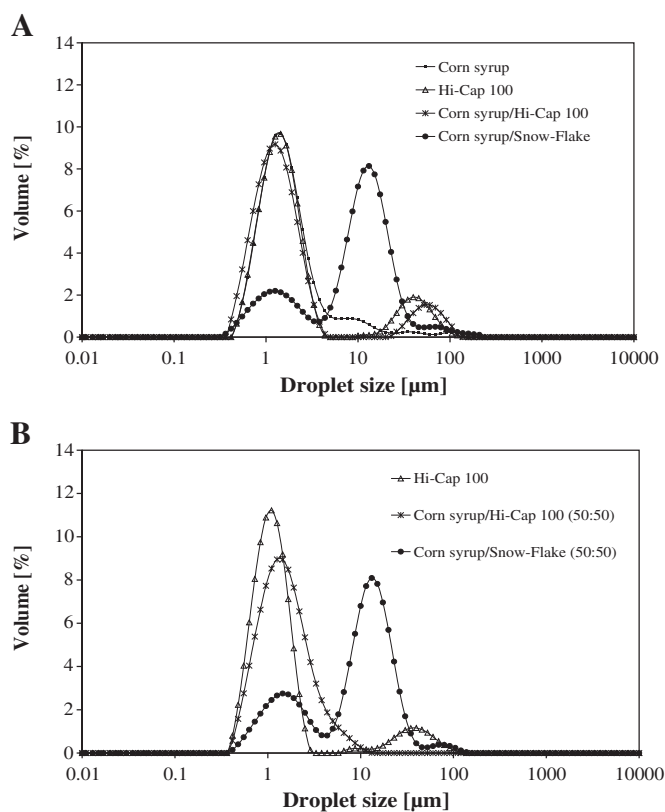 A
14
12
10
8
6
4
2
0
Volume [%]
Corn syrup
Hi-Cap 100
Corn syrup/Hi-Cap 100
Corn syrup/Snow-Flake
0.01 0.1 1 10 100 1000 10000
Droplet size [μm]
B
14
12
10
8
6
4
2
0
Volume [%]
Hi-Cap 100
Corn syrup/Hi-Cap 100 (50:50)
Corn syrup/Snow-Flake (50:50)
0.01 0.1 1 10 100 1000 10000
Droplet size [μm]